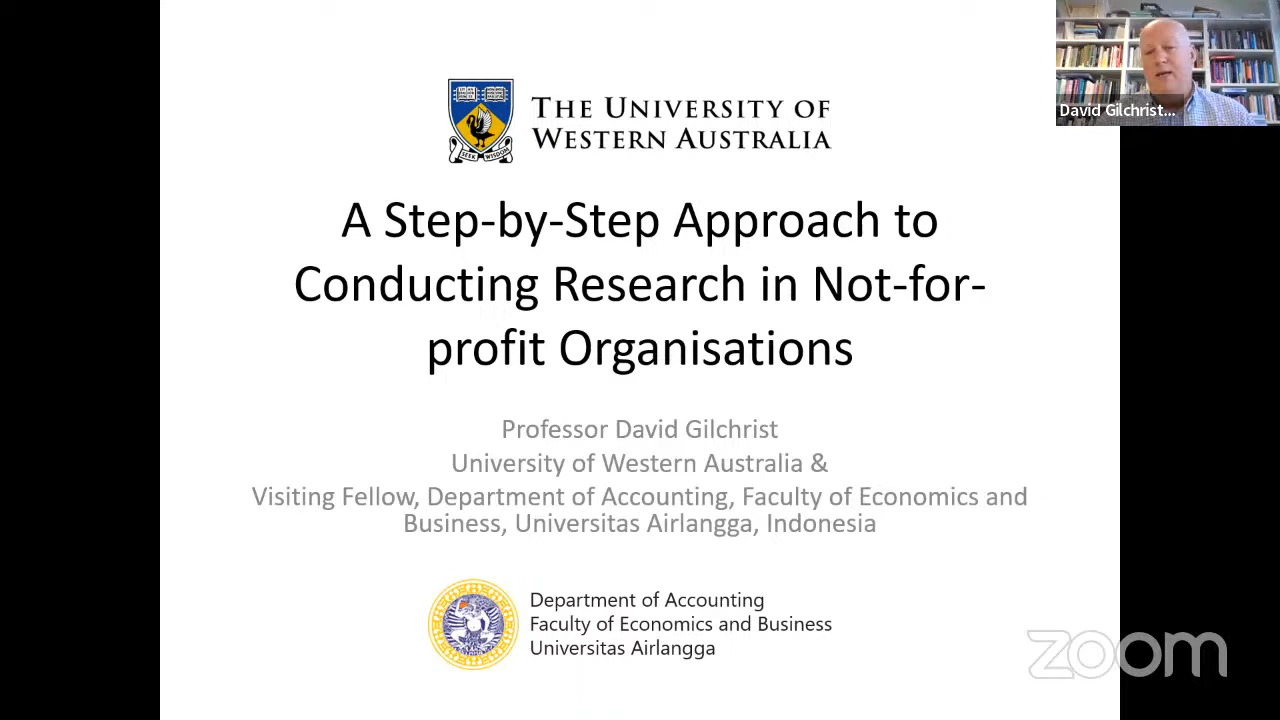 David Gilchrist...
THE UNIVERSITY OF
WESTERN AUSTRALIA
SEEK WISDOM
A Step-by-Step Approach to
Conducting Research in Not-for-
profit Organisations
Professor David Gilchrist
University of Western Australia &
Visiting Fellow, Department of Accounting, Faculty of Economics and
Business, Universitas Airlangga, Indonesia
Department of Accounting
Faculty of Economics and Business
Universitas Airlangga
zoom